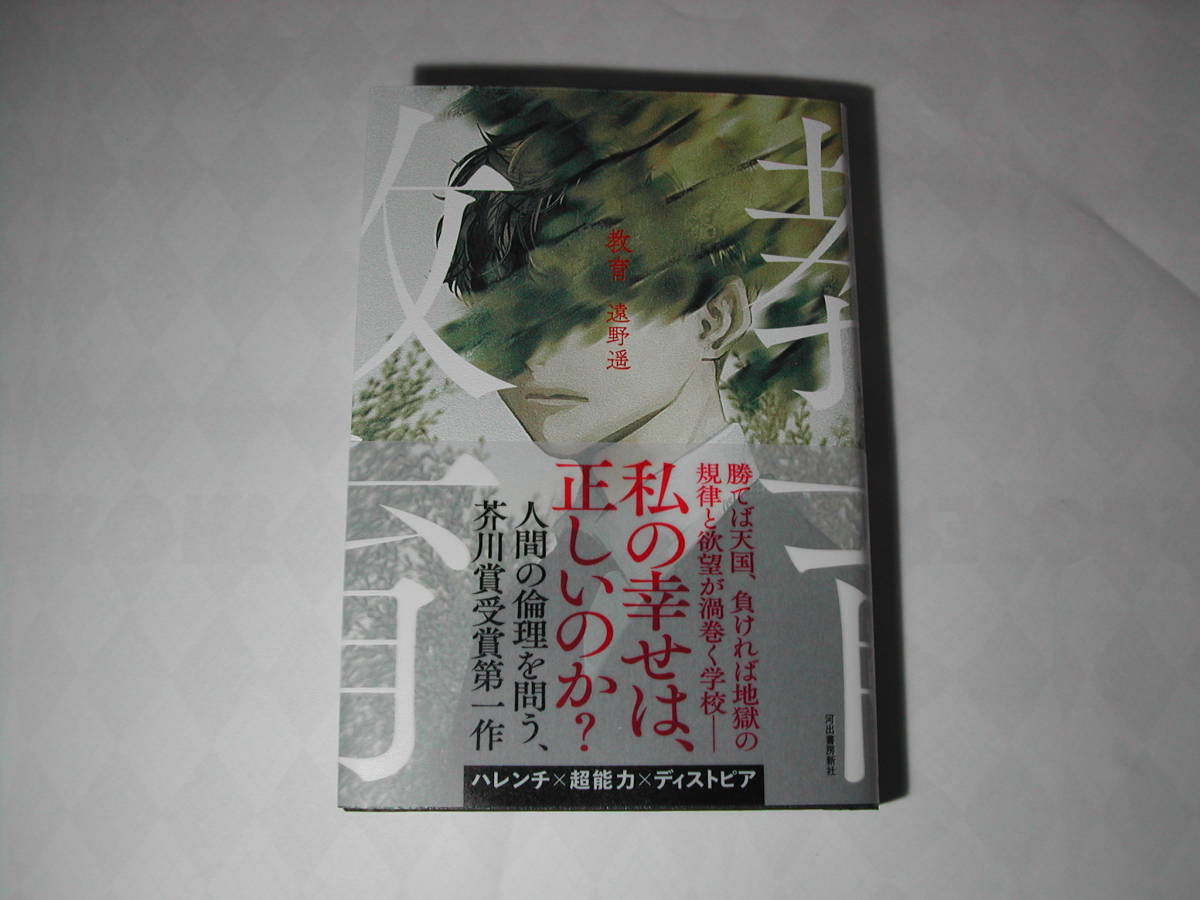 教育
教育
遠野遥
勝てば天国、負ければ地獄の
規律と欲望が渦巻く学校――
私の幸せは、
正しいのか?
人間の倫理を問う、
芥川賞受賞第一作
ハレンチ×超能力×ディストピア
河出書房新社